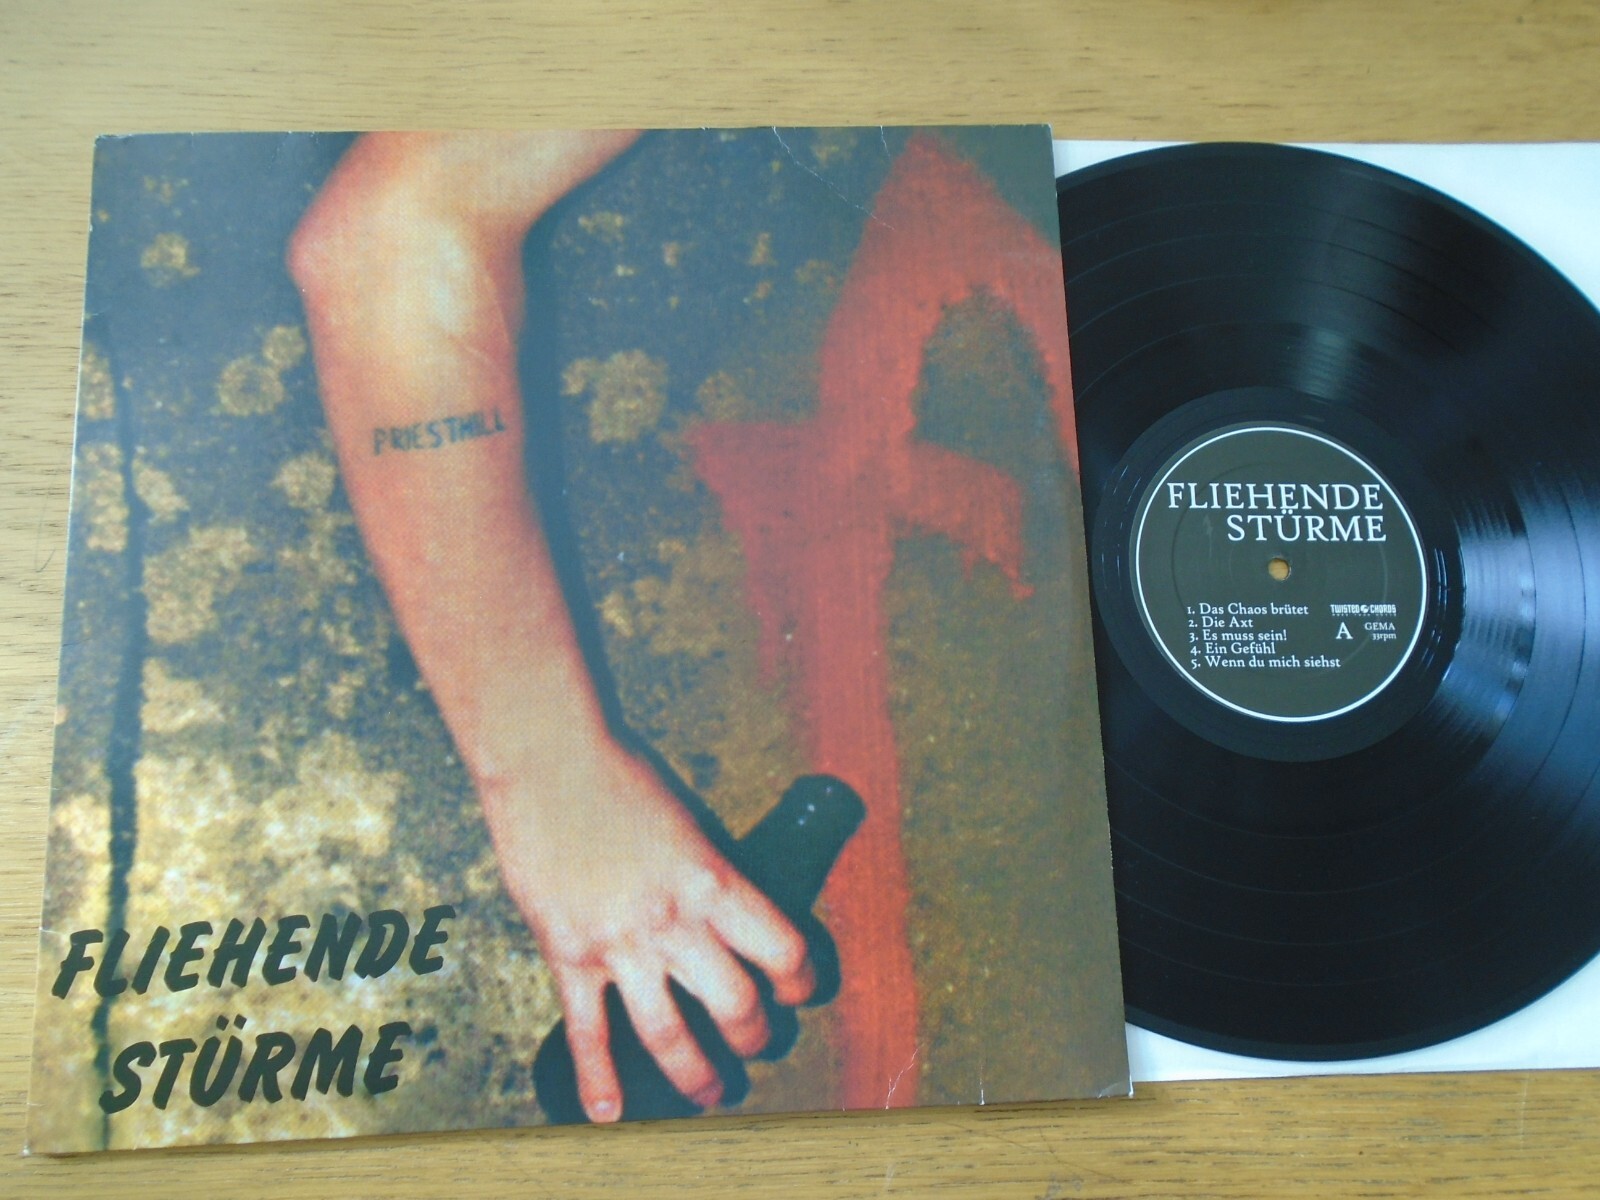 PRIESTHILL
FLIEHENDE
STÜRME
FLIEHENDE
STÜRME
1. Das Chaos brütet
2. Die Axt
3. Es muss sein!
4. Ein Gefühl
5. Wenn du mich siehst
TWISTED CHORDS
A
GEMA
33rpm